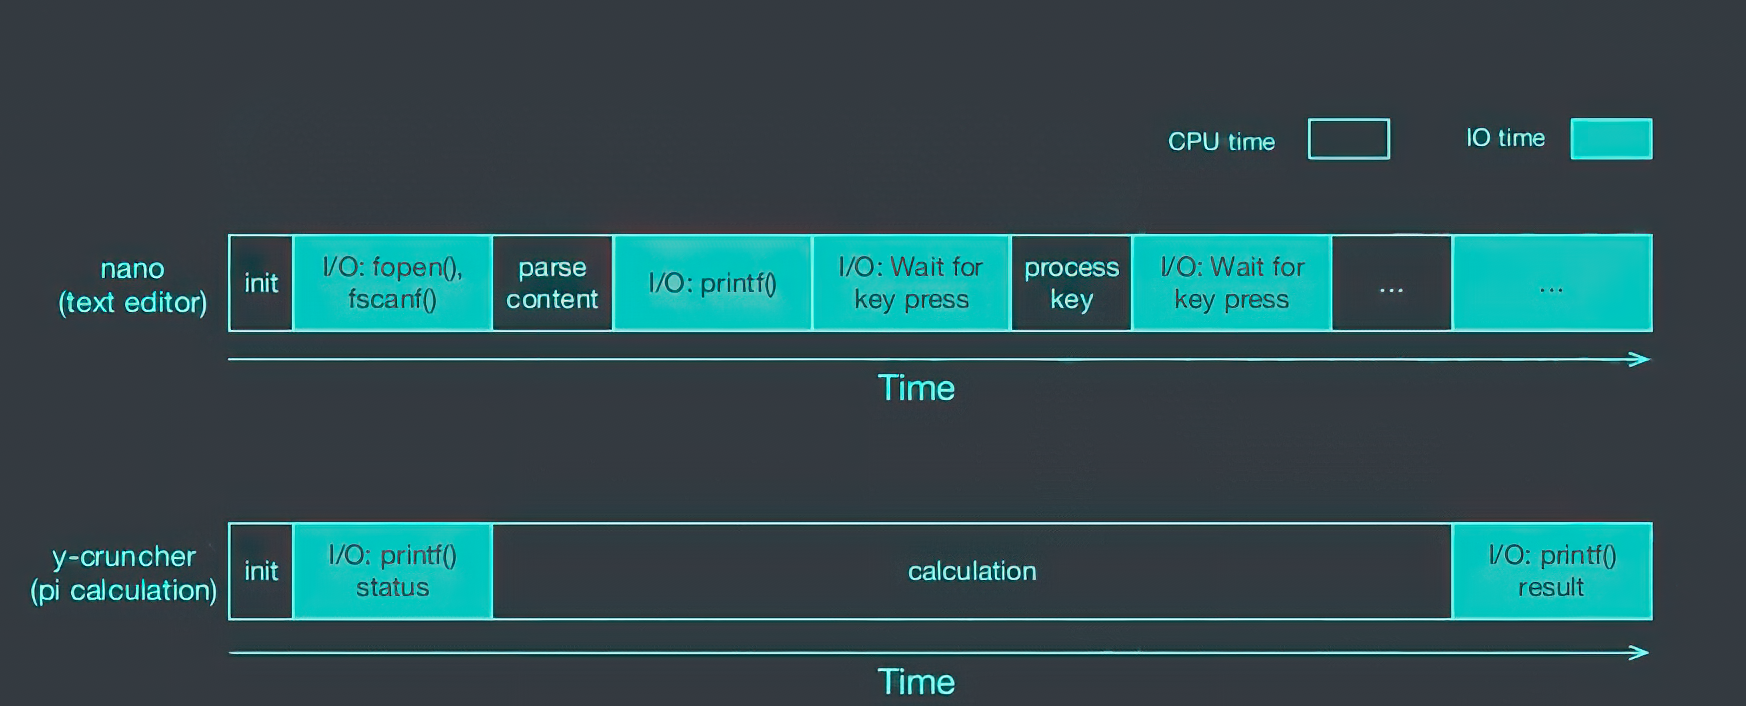 CPU time
IO time
nano
(text editor)
init
I/O: fopen(),
fscanf()
parse
content
I/O: printf()
I/O: Wait for
key press
process
key
I/O: Wait for
key press
...
...
Time
y-cruncher
(pi calculation)
init
I/O: printf()
status
calculation
I/O: printf()
result
Time